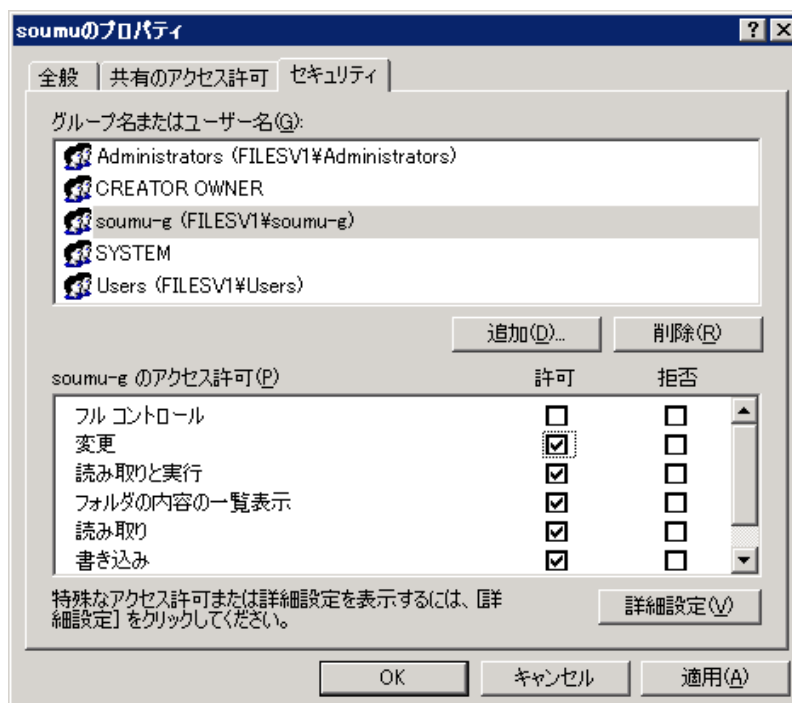 soumuのプロパティ
全般 共有のアクセス許可 セキュリティ
グループ名またはユーザー名(G):
Administrators (FILESV1¥Administrators)
CREATOR OWNER
soumu-g (FILESV1¥soumu-g)
SYSTEM
Users (FILESV1¥Users)
追加(D)... 削除(R)
soumu-g のアクセス許可(P) 許可 拒否
フル コントロール
変更
読み取りと実行
フォルダの内容の一覧表示
読み取り
書き込み
特殊なアクセス許可または詳細設定を表示するには、[詳
細設定] をクリックしてください。
詳細設定(V)
OK キャンセル 適用(A)